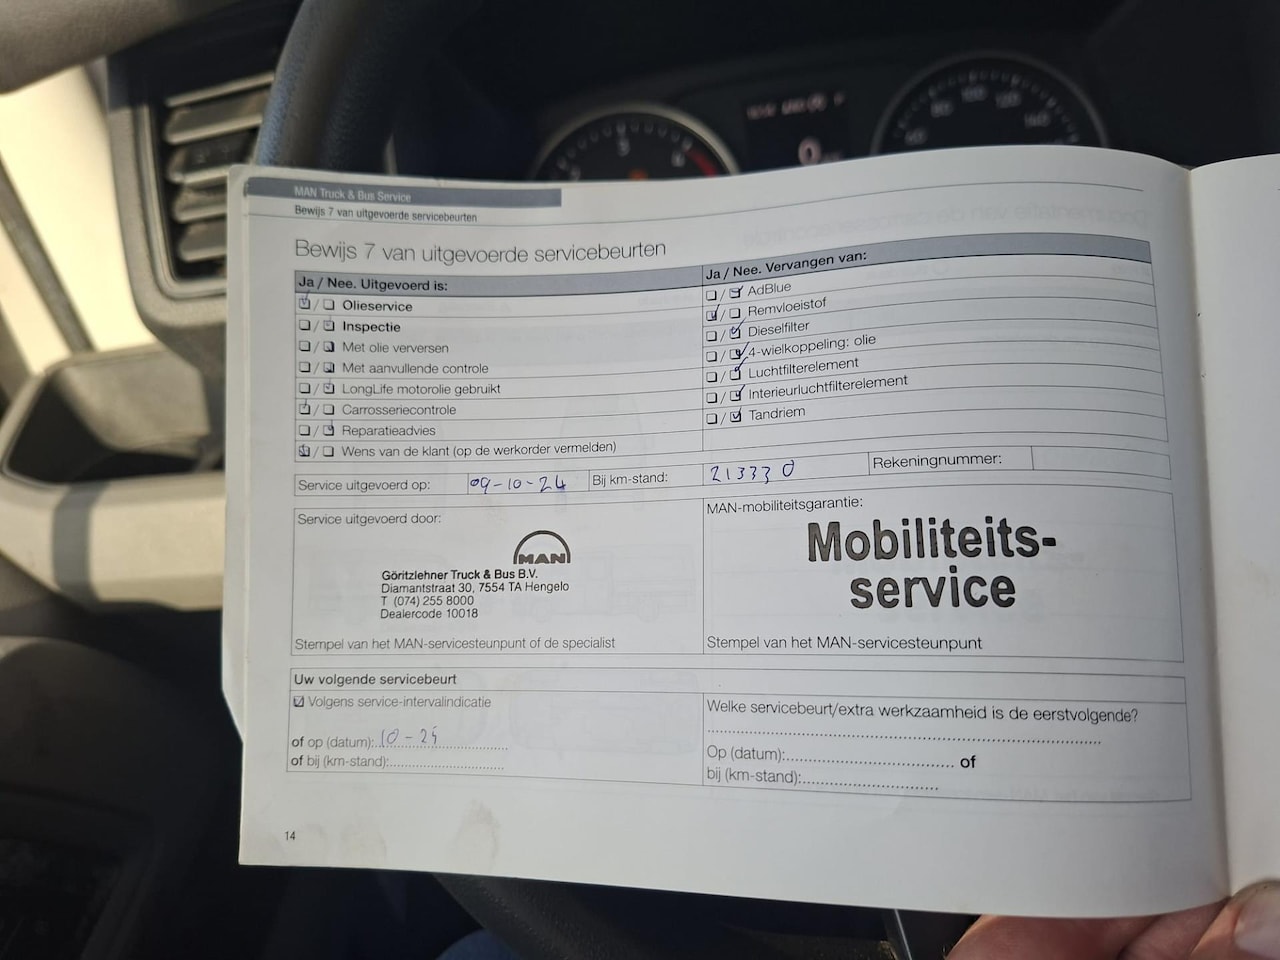 MAN Truck & Bus Service
Bewijs 7 van uitgevoerde servicebeurten
Bewijs 7 van uitgevoerde servicebeurten
Ja / Nee. Uitgevoerd is:
Olieservice
Inspectie
Met olie verversen
Met aanvullende controle
LongLife motorolie gebruikt
Carrosseriecontrole
Reparatieadvies
Wens van de klant (op de werkorder vermelden)
Ja / Nee. Vervangen van:
AdBlue
Remvloeistof
Dieselfilter
4-wielkoppeling: olie
Luchtfilterelement
Interieurluchtfilterelement
Tandriem
Service uitgevoerd op: 09-10-24 Bij km-stand: 213330 Rekeningnummer:
Service uitgevoerd door:
MAN
Göritzlehner Truck & Bus B.V.
Diamantstraat 30, 7554 TA Hengelo
T (074) 255 8000
Dealercode 10018
Stempel van het MAN-servicesteunpunt of de specialist
MAN-mobiliteitsgarantie:
Mobiliteits-
service
Stempel van het MAN-servicesteunpunt
Uw volgende servicebeurt
Volgens service-intervalindicatie
of op (datum): 10-25
of bij (km-stand):
Welke servicebeurt/extra werkzaamheid is de eerstvolgende?
Op (datum): of
bij (km-stand):
14